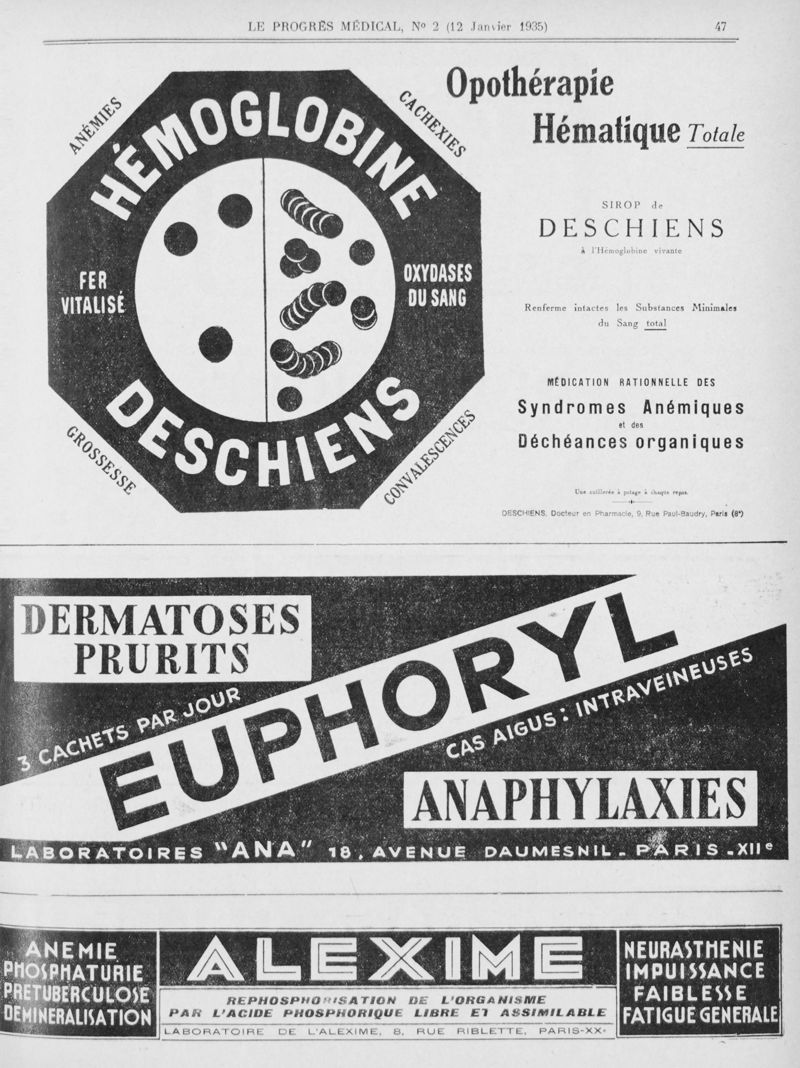 LE PROGRÈS MÉDICAL, Nº 2 (12 Janvier 1935)
47
ANÉMIES
CACHEXIES
HÉMOGLOBINE
FER
VITALISÉ
OXYDASES
DU SANG
DESCHIENS
GROSSESSE
CONVALESCENCES
Opothérapie
Hématique Totale
SIROP de
DESCHIENS
à l'Hémoglobine vivante
Renferme intactes les Substances Minimales
du Sang total
MÉDICATION RATIONNELLE DES
Syndromes Anémiques
et des
Déchéances organiques
Une cuillerée à potage à chaque repas.
DESCHIENS, Docteur en Pharmacie, 9, Rue Paul-Baudry, Paris (8ᵉ)
DERMATOSES
PRURITS
3 CACHETS PAR JOUR
EUPHORYL
CAS AIGUS : INTRAVEINEUSES
ANAPHYLAXIES
LABORATOIRES "ANA" 18, AVENUE DAUMESNIL - PARIS - XIIᵉ
ANEMIE
PHOSPHATURIE
PRETUBERCULOSE
DEMINERALISATION
ALEXIME
REPHOSPHORISATION DE L'ORGANISME
PAR L'ACIDE PHOSPHORIQUE LIBRE ET ASSIMILABLE
LABORATOIRE DE L'ALEXIME, 8, RUE RIBLETTE, PARIS-XXᵉ
NEURASTHENIE
IMPUISSANCE
FAIBLESSE
FATIGUE GENERALE